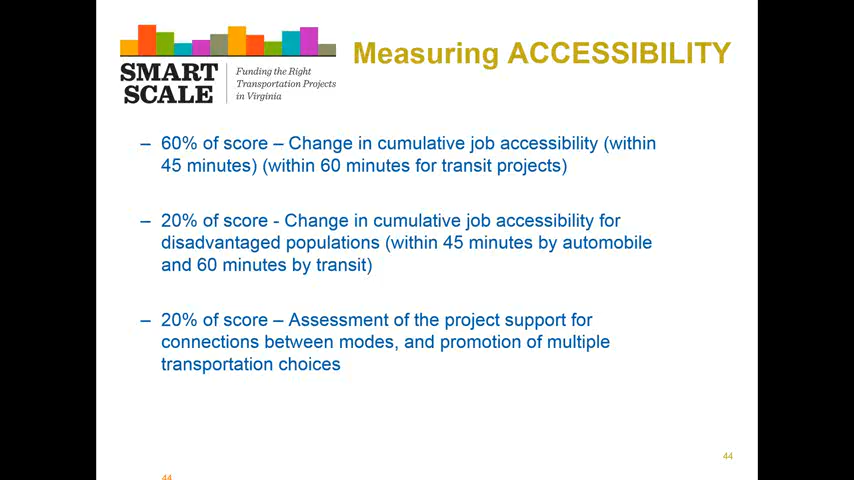 Measuring ACCESSIBILITY
SMART
SCALE
Funding the Right
Transportation Projects
in Virginia
– 60% of score – Change in cumulative job accessibility (within
45 minutes) (within 60 minutes for transit projects)
– 20% of score - Change in cumulative job accessibility for
disadvantaged populations (within 45 minutes by automobile
and 60 minutes by transit)
– 20% of score – Assessment of the project support for
connections between modes, and promotion of multiple
transportation choices
44
44